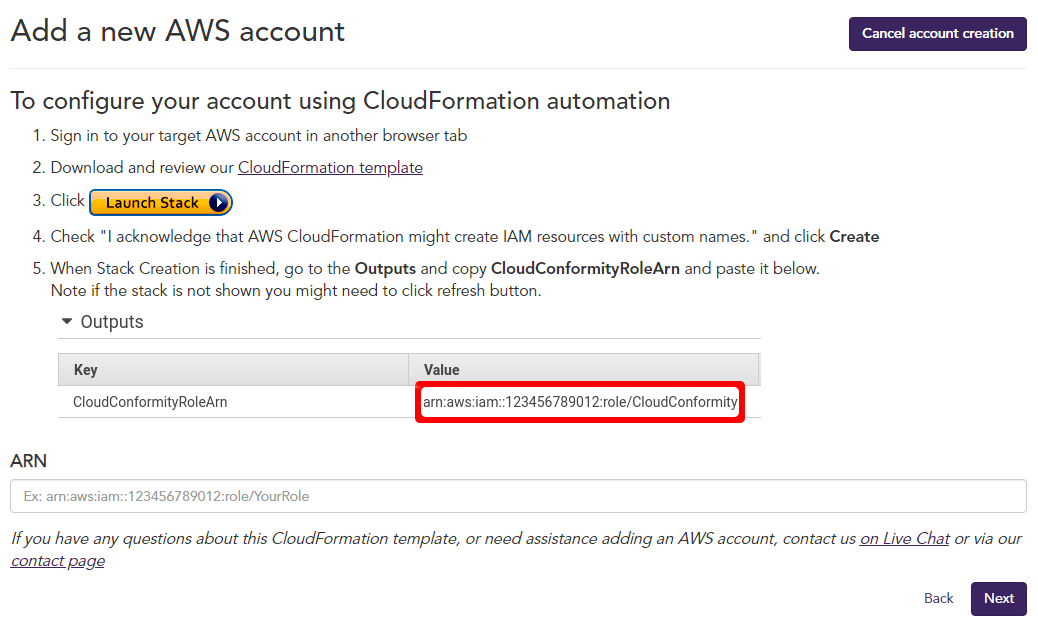 Add a new AWS account
Cancel account creation
To configure your account using CloudFormation automation
1. Sign in to your target AWS account in another browser tab
2. Download and review our CloudFormation template
3. Click Launch Stack
4. Check "I acknowledge that AWS CloudFormation might create IAM resources with custom names." and click Create
5. When Stack Creation is finished, go to the Outputs and copy CloudConformityRoleArn and paste it below.
Note if the stack is not shown you might need to click refresh button.
Outputs
Key Value
CloudConformityRoleArn arn:aws:iam::123456789012:role/CloudConformity
ARN
Ex: arn:aws:iam::123456789012:role/YourRole
If you have any questions about this CloudFormation template, or need assistance adding an AWS account, contact us on Live Chat or via our
contact page
Back Next